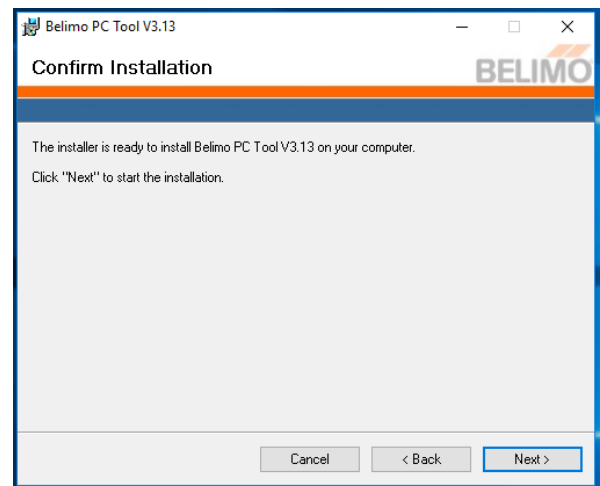 Belimo PC Tool V3.13
Confirm Installation
BELIMO
The installer is ready to install Belimo PC Tool V3.13 on your computer.
Click "Next" to start the installation.
Cancel
< Back
Next >